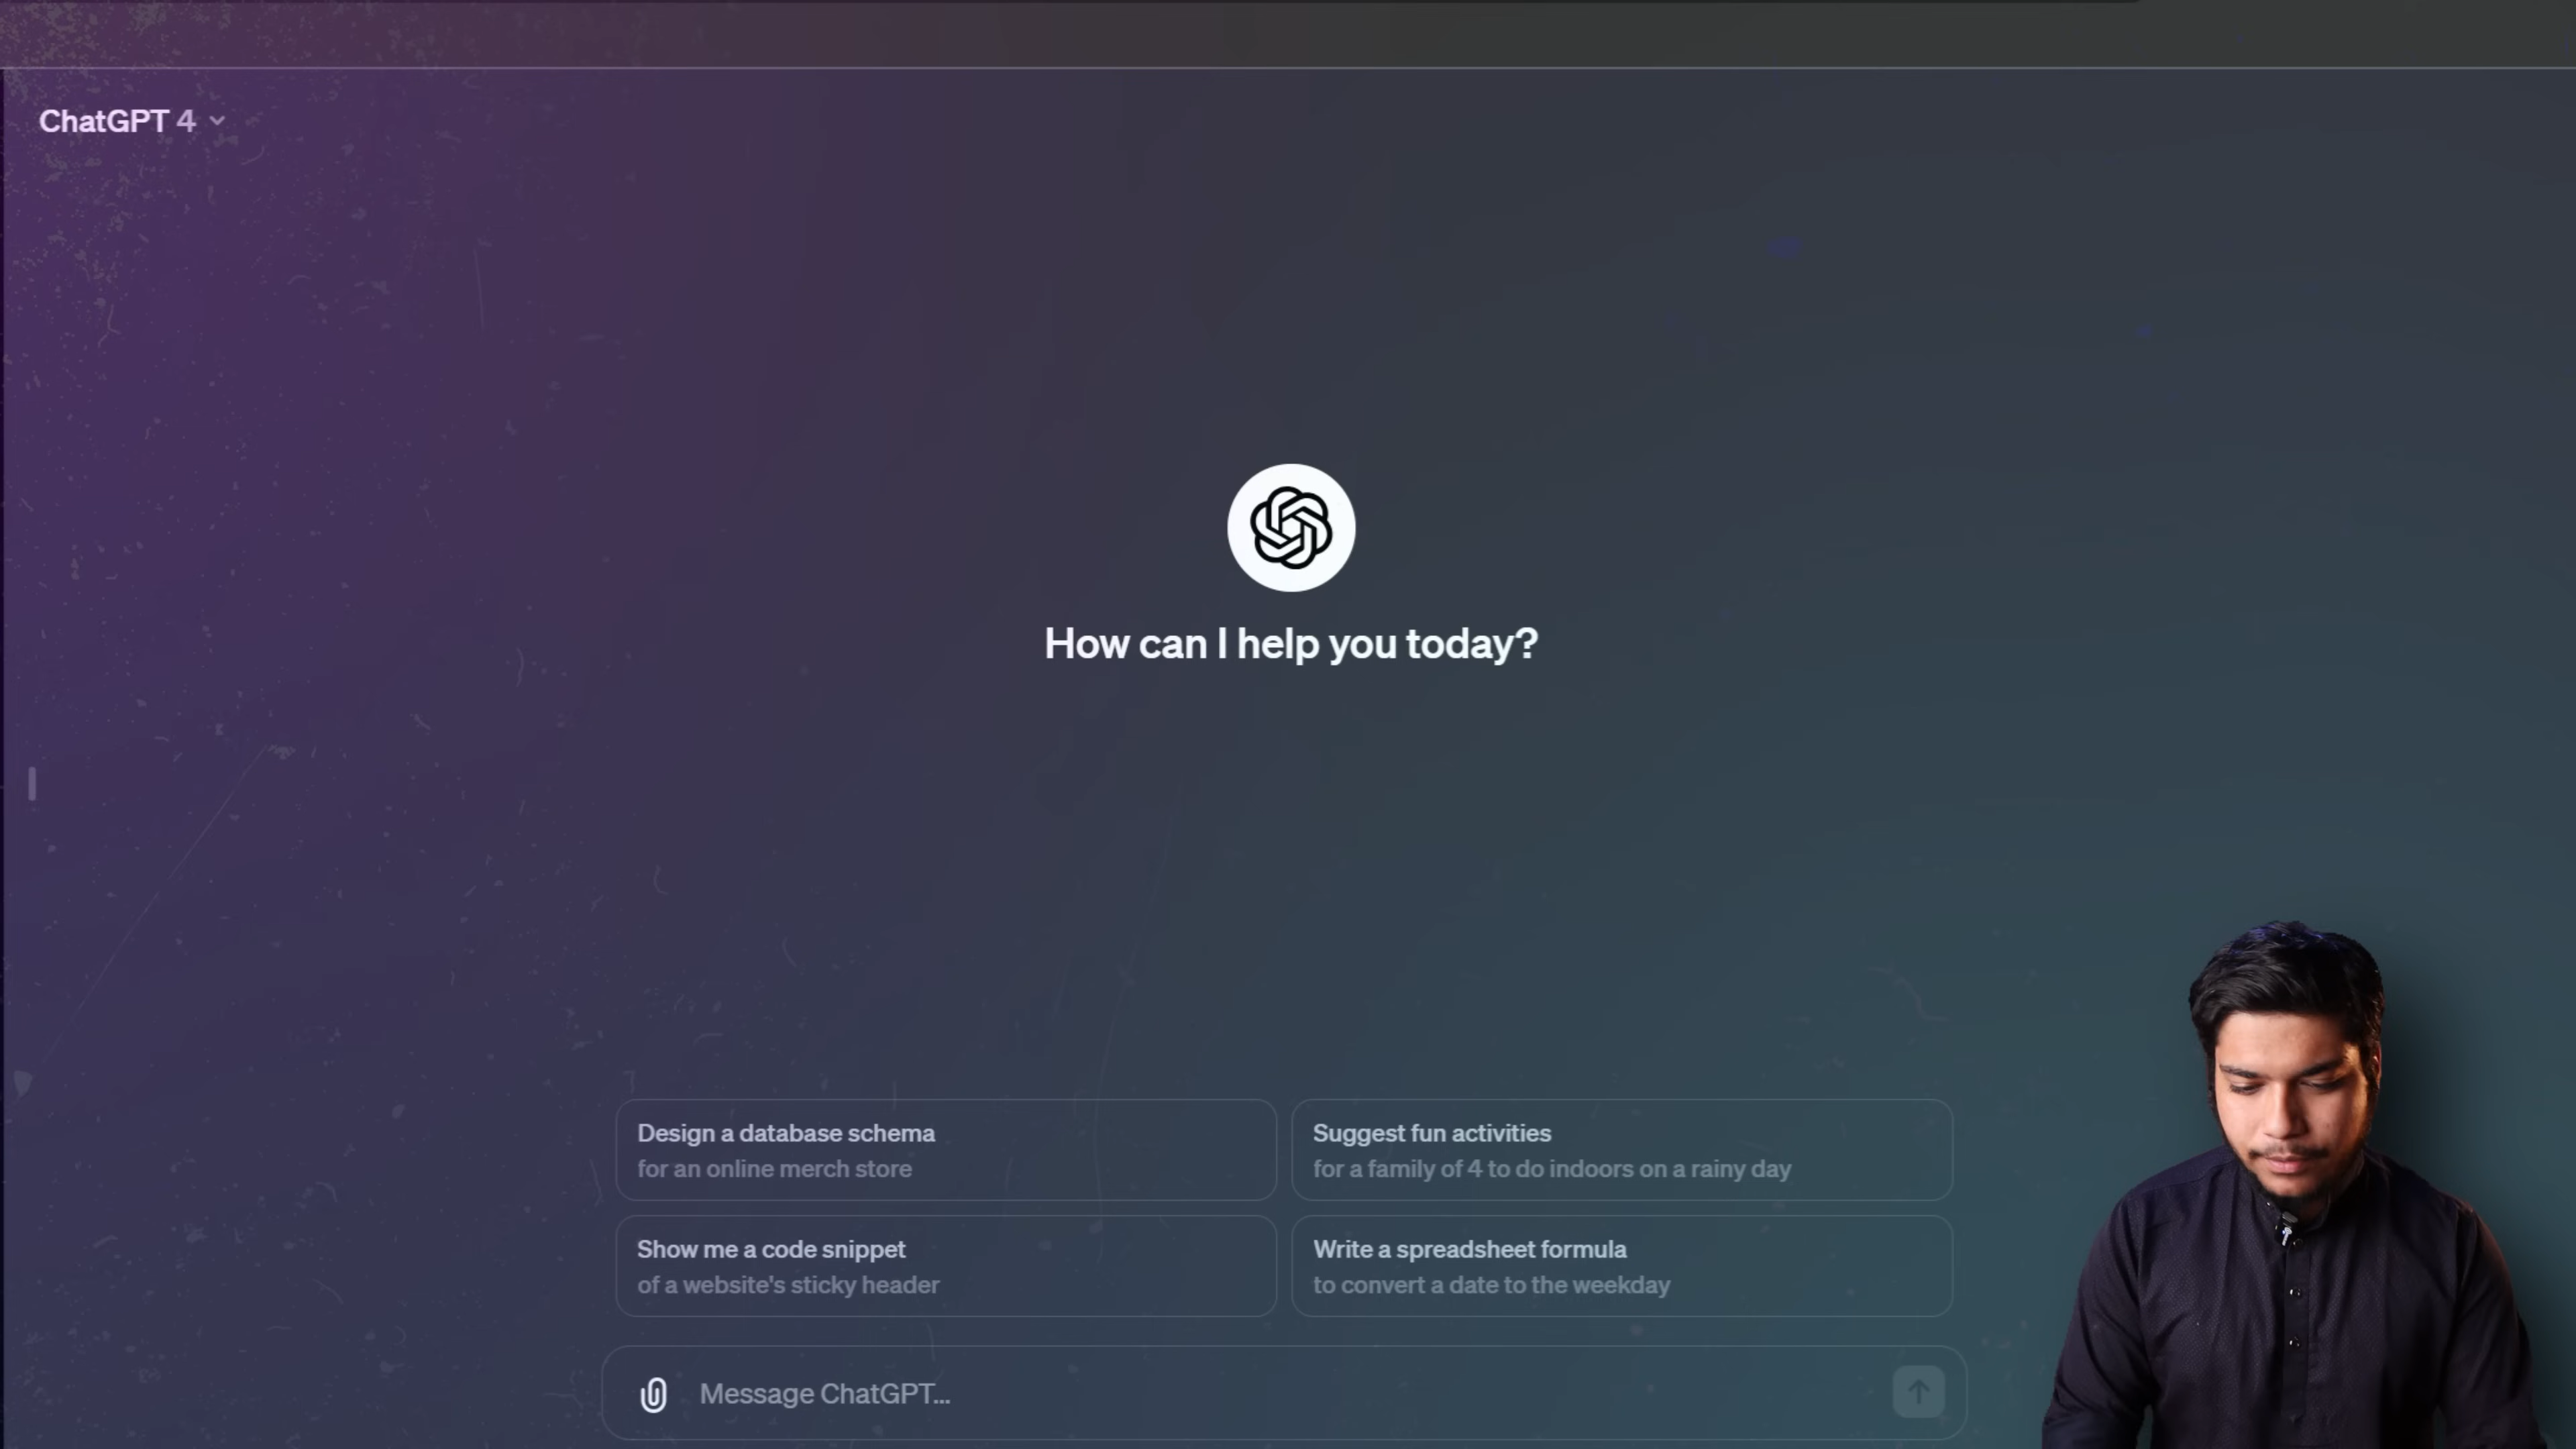 ChatGPT 4
How can I help you today?
Design a database schema
for an online merch store
Suggest fun activities
for a family of 4 to do indoors on a rainy day
Show me a code snippet
of a website's sticky header
Write a spreadsheet formula
to convert a date to the weekday
Message ChatGPT...